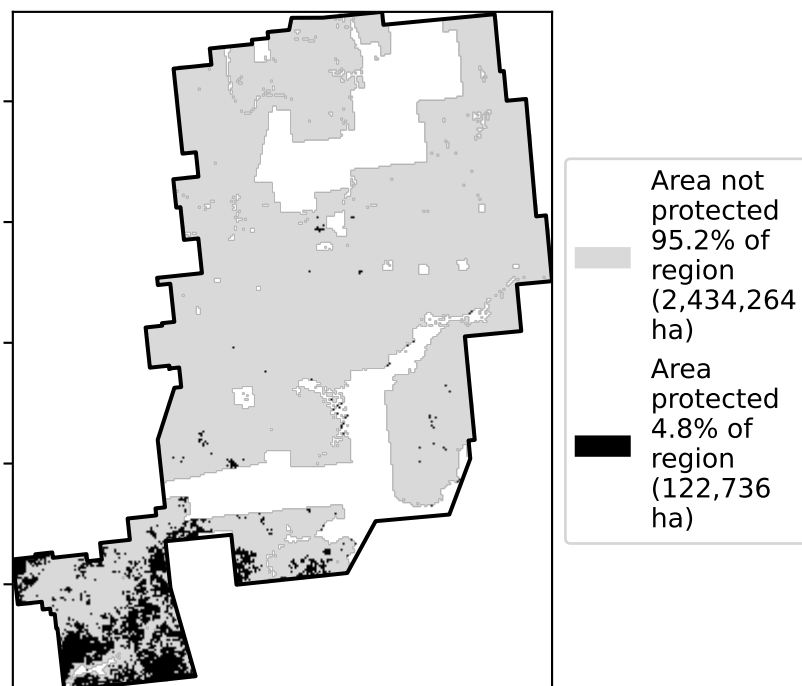 Area not
protected
95.2% of
region
(2,434,264
ha)
Area
protected
4.8% of
region
(122,736
ha)